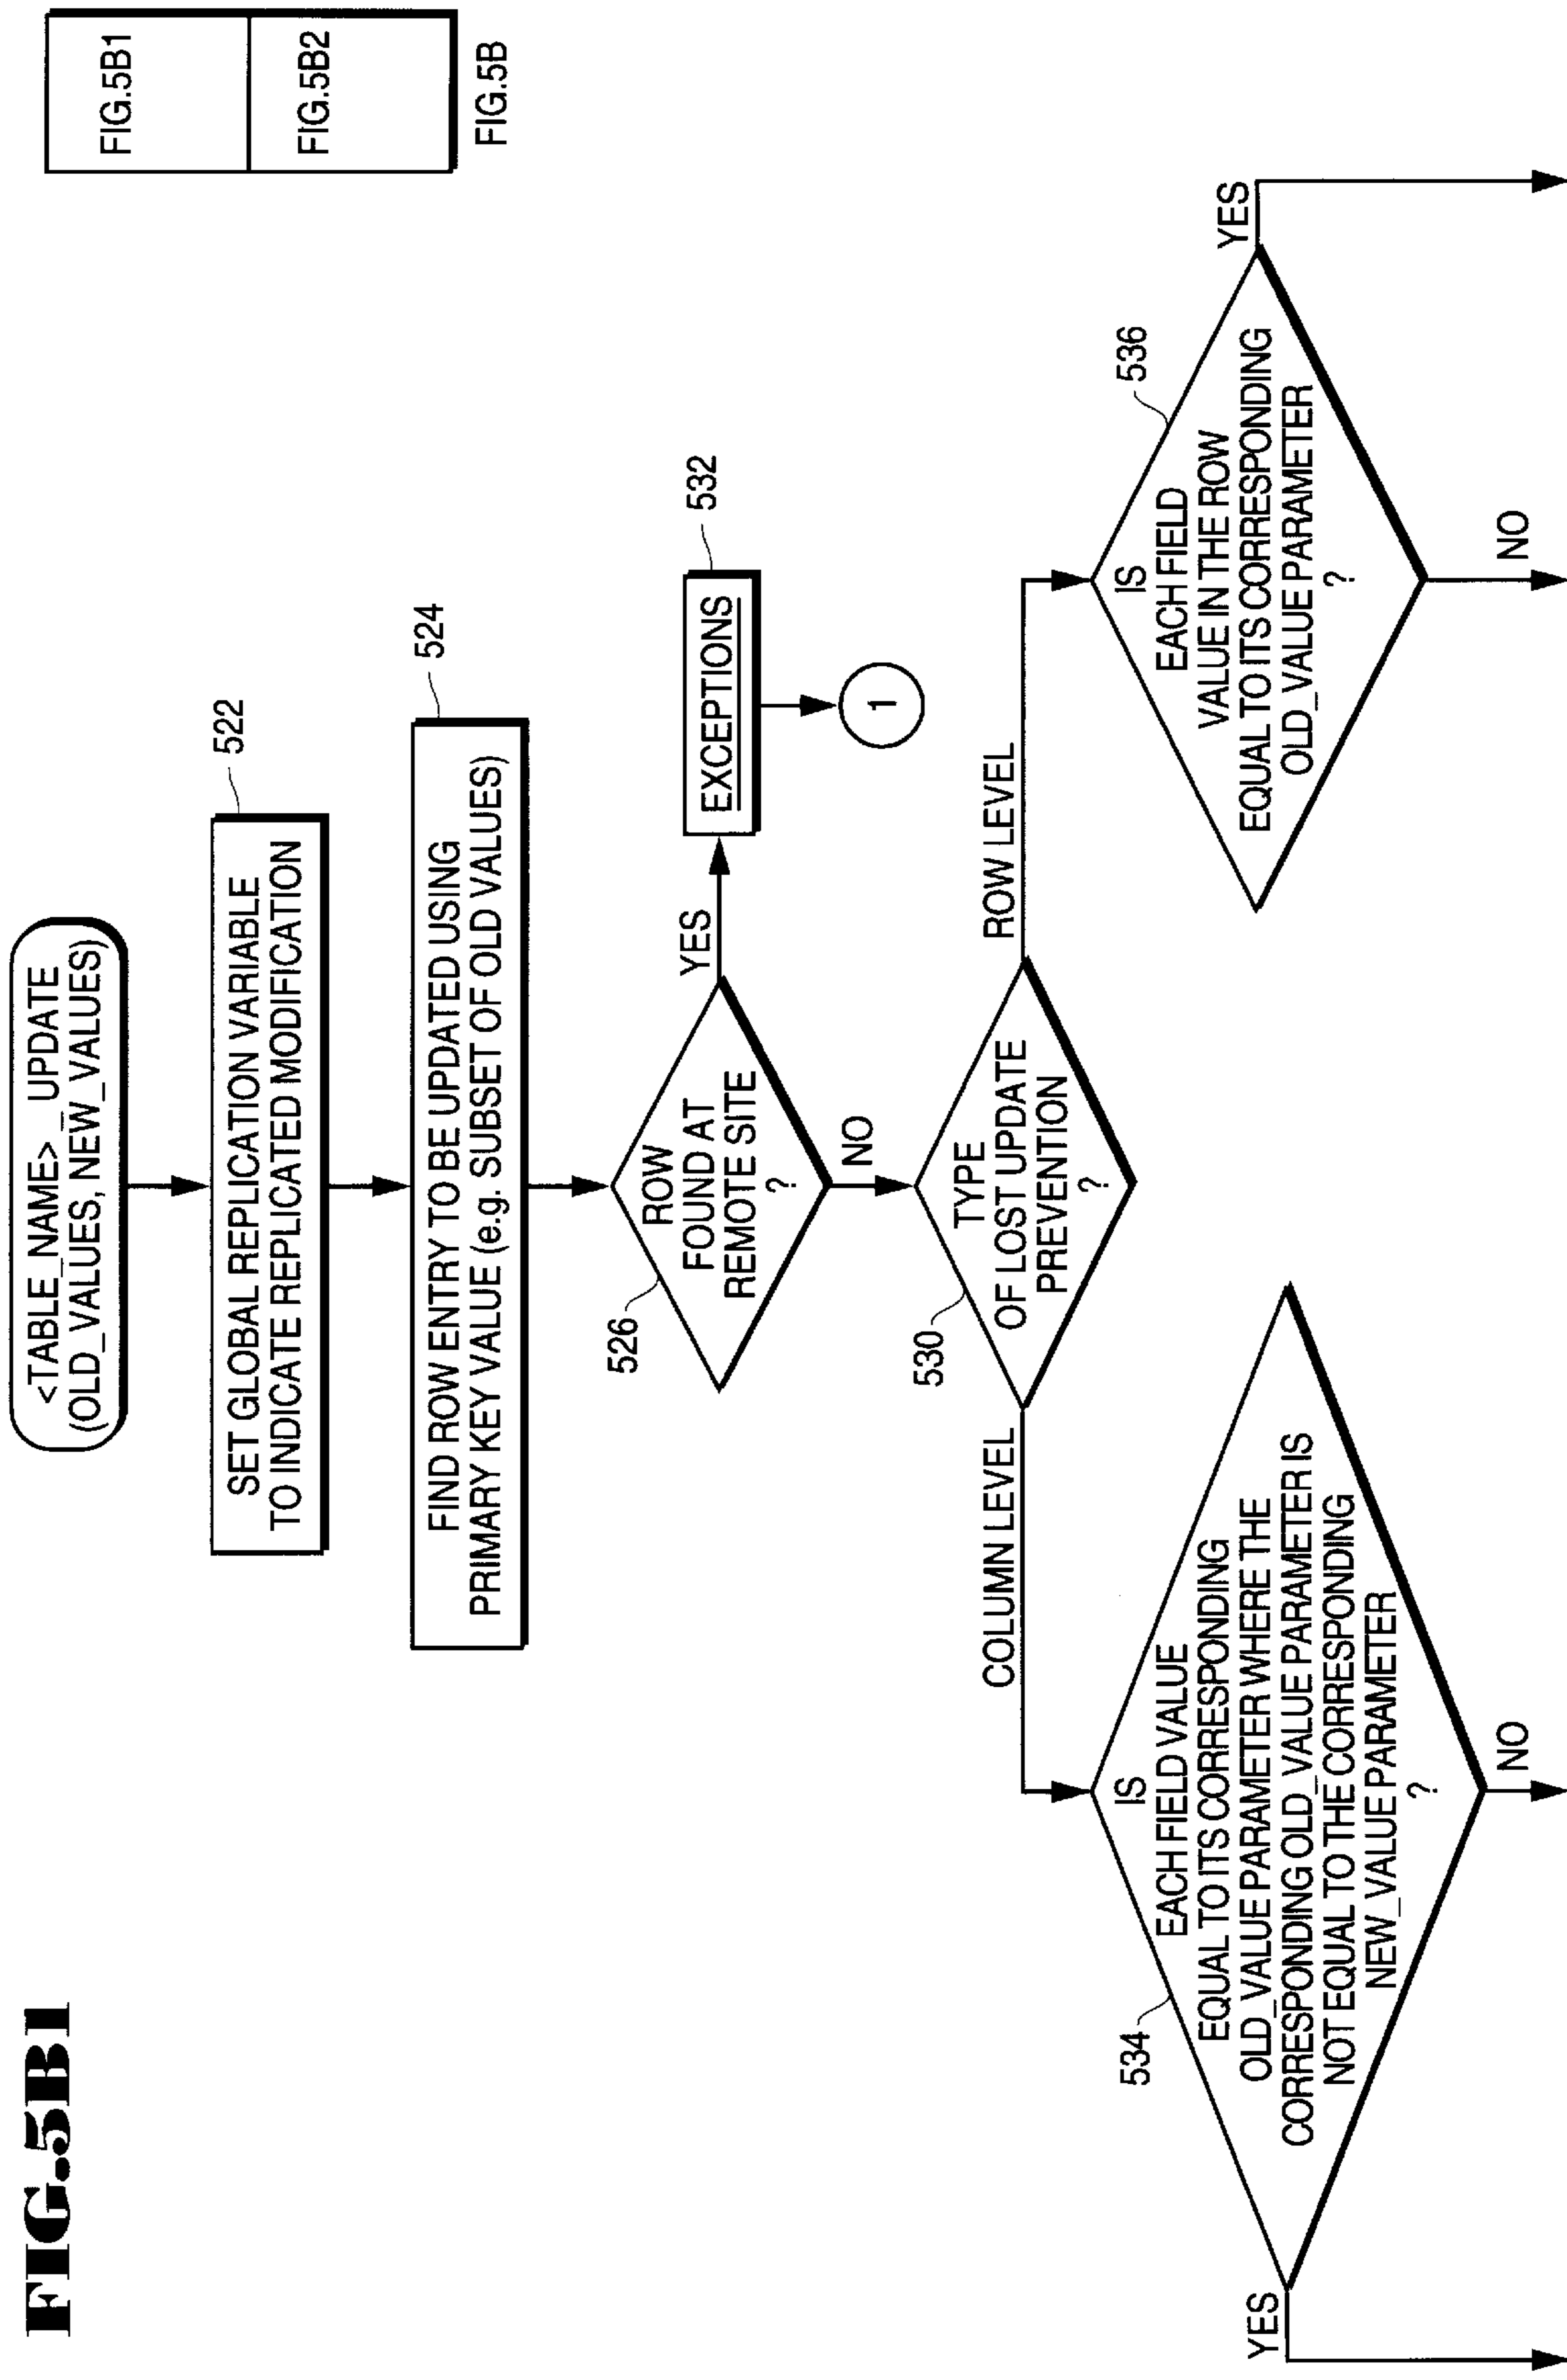 FIG.5B1
FIG.5B1
FIG.5B2
FIG.5B
<TABLE_NAME>_UPDATE
(OLD_VALUES, NEW_VALUES)
522
SET GLOBAL REPLICATION VARIABLE
TO INDICATE REPLICATED MODIFICATION
524
FIND ROW ENTRY TO BE UPDATED USING
PRIMARY KEY VALUE (e.g. SUBSET OF OLD VALUES)
526
ROW
FOUND AT
REMOTE SITE
?
YES
532
EXCEPTIONS
1
NO
530
TYPE
OF LOST UPDATE
PREVENTION
?
COLUMN LEVEL
ROW LEVEL
534
IS
EACH FIELD VALUE
EQUAL TO ITS CORRESPONDING
OLD_VALUE PARAMETER WHERE THE
CORRESPONDING OLD_VALUE PARAMETER IS
NOT EQUAL TO THE CORRESPONDING
NEW_VALUE PARAMETER
?
YES
NO
536
IS
EACH FIELD
VALUE IN THE ROW
EQUAL TO ITS CORRESPONDING
OLD_VALUE PARAMETER
?
YES
NO